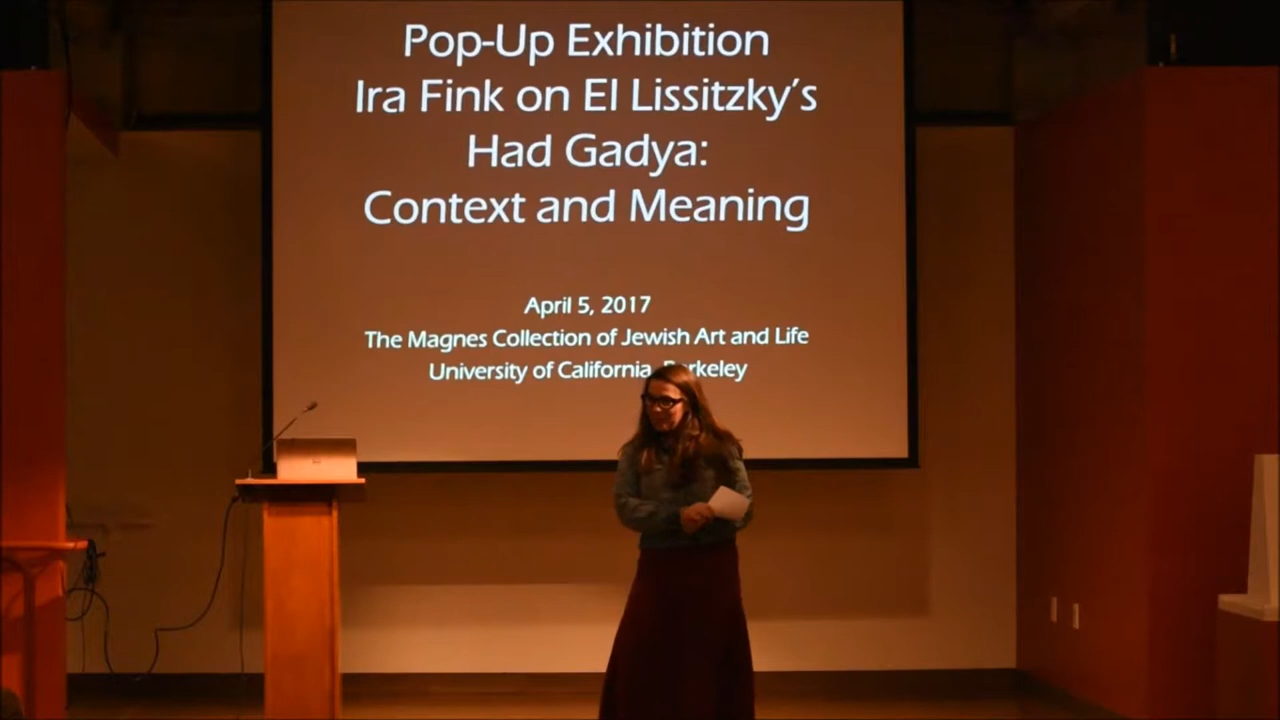 Pop-Up Exhibition
Ira Fink on El Lissitzky's
Had Gadya:
Context and Meaning
April 5, 2017
The Magnes Collection of Jewish Art and Life
University of California, Berkeley